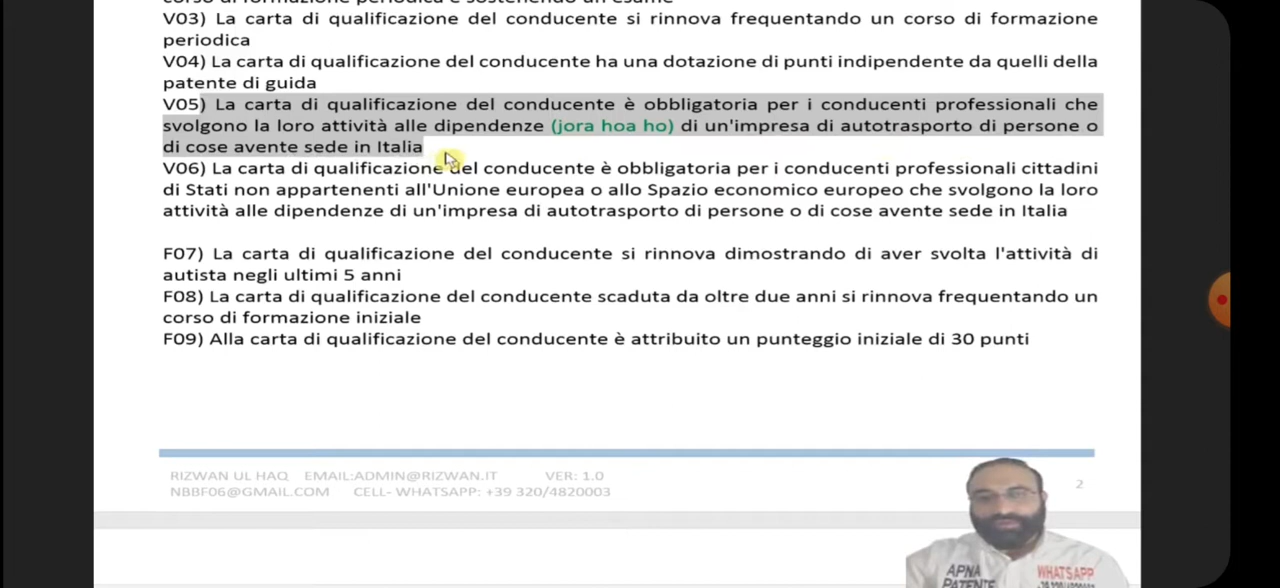 V03) La carta di qualificazione del conducente si rinnova frequentando un corso di formazione
periodica
V04) La carta di qualificazione del conducente ha una dotazione di punti indipendente da quelli della
patente di guida
V05) La carta di qualificazione del conducente è obbligatoria per i conducenti professionali che
svolgono la loro attività alle dipendenze (jora hoa ho) di un'impresa di autotrasporto di persone o
di cose avente sede in Italia
V06) La carta di qualificazione del conducente è obbligatoria per i conducenti professionali cittadini
di Stati non appartenenti all'Unione europea o allo Spazio economico europeo che svolgono la loro
attività alle dipendenze di un'impresa di autotrasporto di persone o di cose avente sede in Italia
F07) La carta di qualificazione del conducente si rinnova dimostrando di aver svolta l'attività di
autista negli ultimi 5 anni
F08) La carta di qualificazione del conducente scaduta da oltre due anni si rinnova frequentando un
corso di formazione iniziale
F09) Alla carta di qualificazione del conducente è attribuito un punteggio iniziale di 30 punti
RIZWAN UL HAQ EMAIL:ADMIN@RIZWAN.IT VER: 1.0
NBBF06@GMAIL.COM CELL- WHATSAPP: +39 320/4820003
2
APNA WHATSAPP
PATENTE